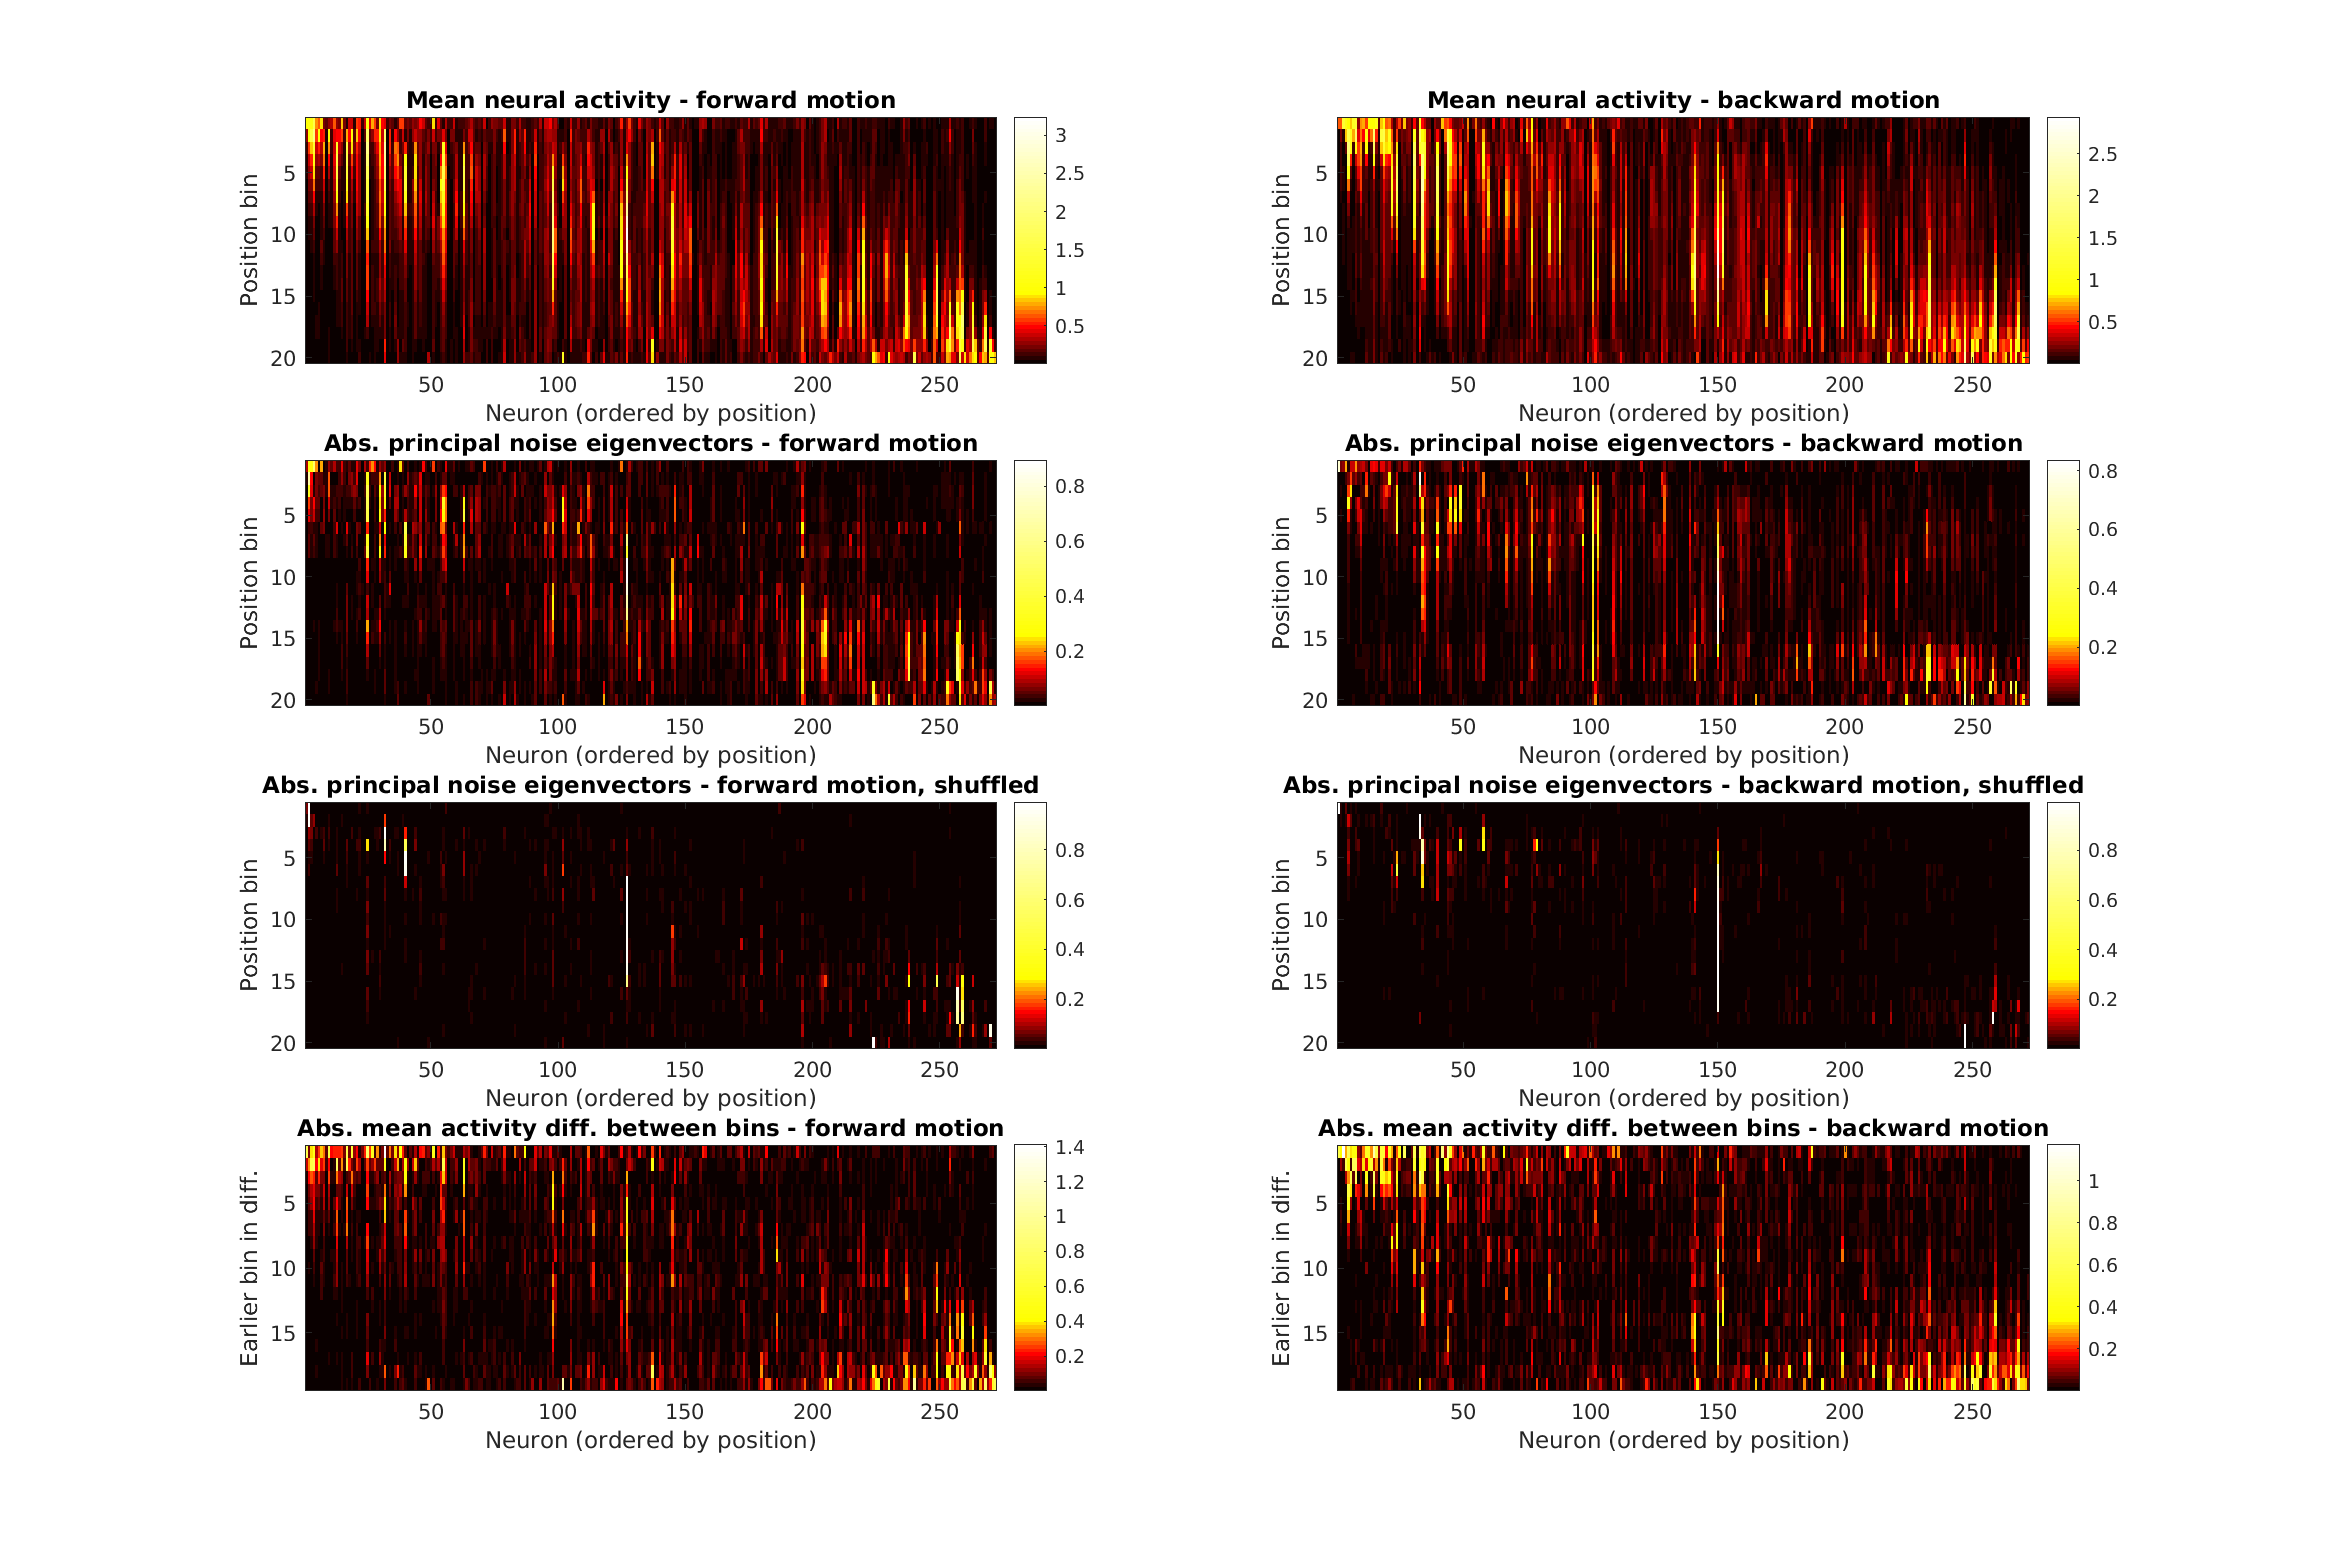 Mean neural activity - forward motion
Position bin
5
10
15
20
50 100 150 200 250
Neuron (ordered by position)
3
2.5
2
1.5
1
0.5
Mean neural activity - backward motion
Position bin
5
10
15
20
50 100 150 200 250
Neuron (ordered by position)
2.5
2
1.5
1
0.5
Abs. principal noise eigenvectors - forward motion
Position bin
5
10
15
20
50 100 150 200 250
Neuron (ordered by position)
0.8
0.6
0.4
0.2
Abs. principal noise eigenvectors - backward motion
Position bin
5
10
15
20
50 100 150 200 250
Neuron (ordered by position)
0.8
0.6
0.4
0.2
Abs. principal noise eigenvectors - forward motion, shuffled
Position bin
5
10
15
20
50 100 150 200 250
Neuron (ordered by position)
0.8
0.6
0.4
0.2
Abs. principal noise eigenvectors - backward motion, shuffled
Position bin
5
10
15
20
50 100 150 200 250
Neuron (ordered by position)
0.8
0.6
0.4
0.2
Abs. mean activity diff. between bins - forward motion
Earlier bin in diff.
5
10
15
50 100 150 200 250
Neuron (ordered by position)
1.4
1.2
1
0.8
0.6
0.4
0.2
Abs. mean activity diff. between bins - backward motion
Earlier bin in diff.
5
10
15
50 100 150 200 250
Neuron (ordered by position)
1
0.8
0.6
0.4
0.2